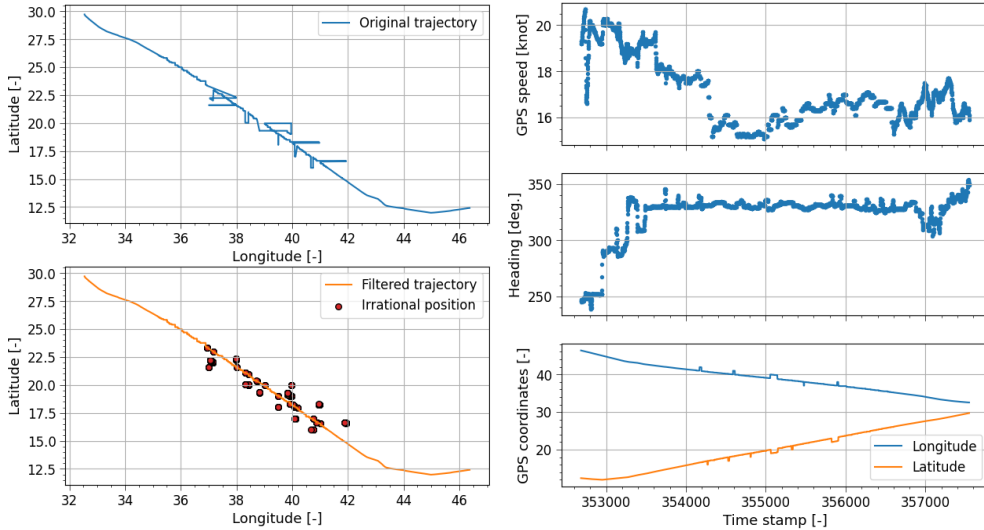 30.0
27.5
25.0
22.5
20.0
17.5
15.0
12.5
Latitude [-]
Original trajectory
32 34 36 38 40 42 44 46
Longitude [-]
30.0
27.5
25.0
22.5
20.0
17.5
15.0
12.5
Latitude [-]
Filtered trajectory
Irrational position
32 34 36 38 40 42 44 46
Longitude [-]
20
18
16
GPS speed [knot]
350
300
250
Heading [deg.]
40
30
20
GPS coordinates [-]
Longitude
Latitude
353000 354000 355000 356000 357000
Time stamp [-]